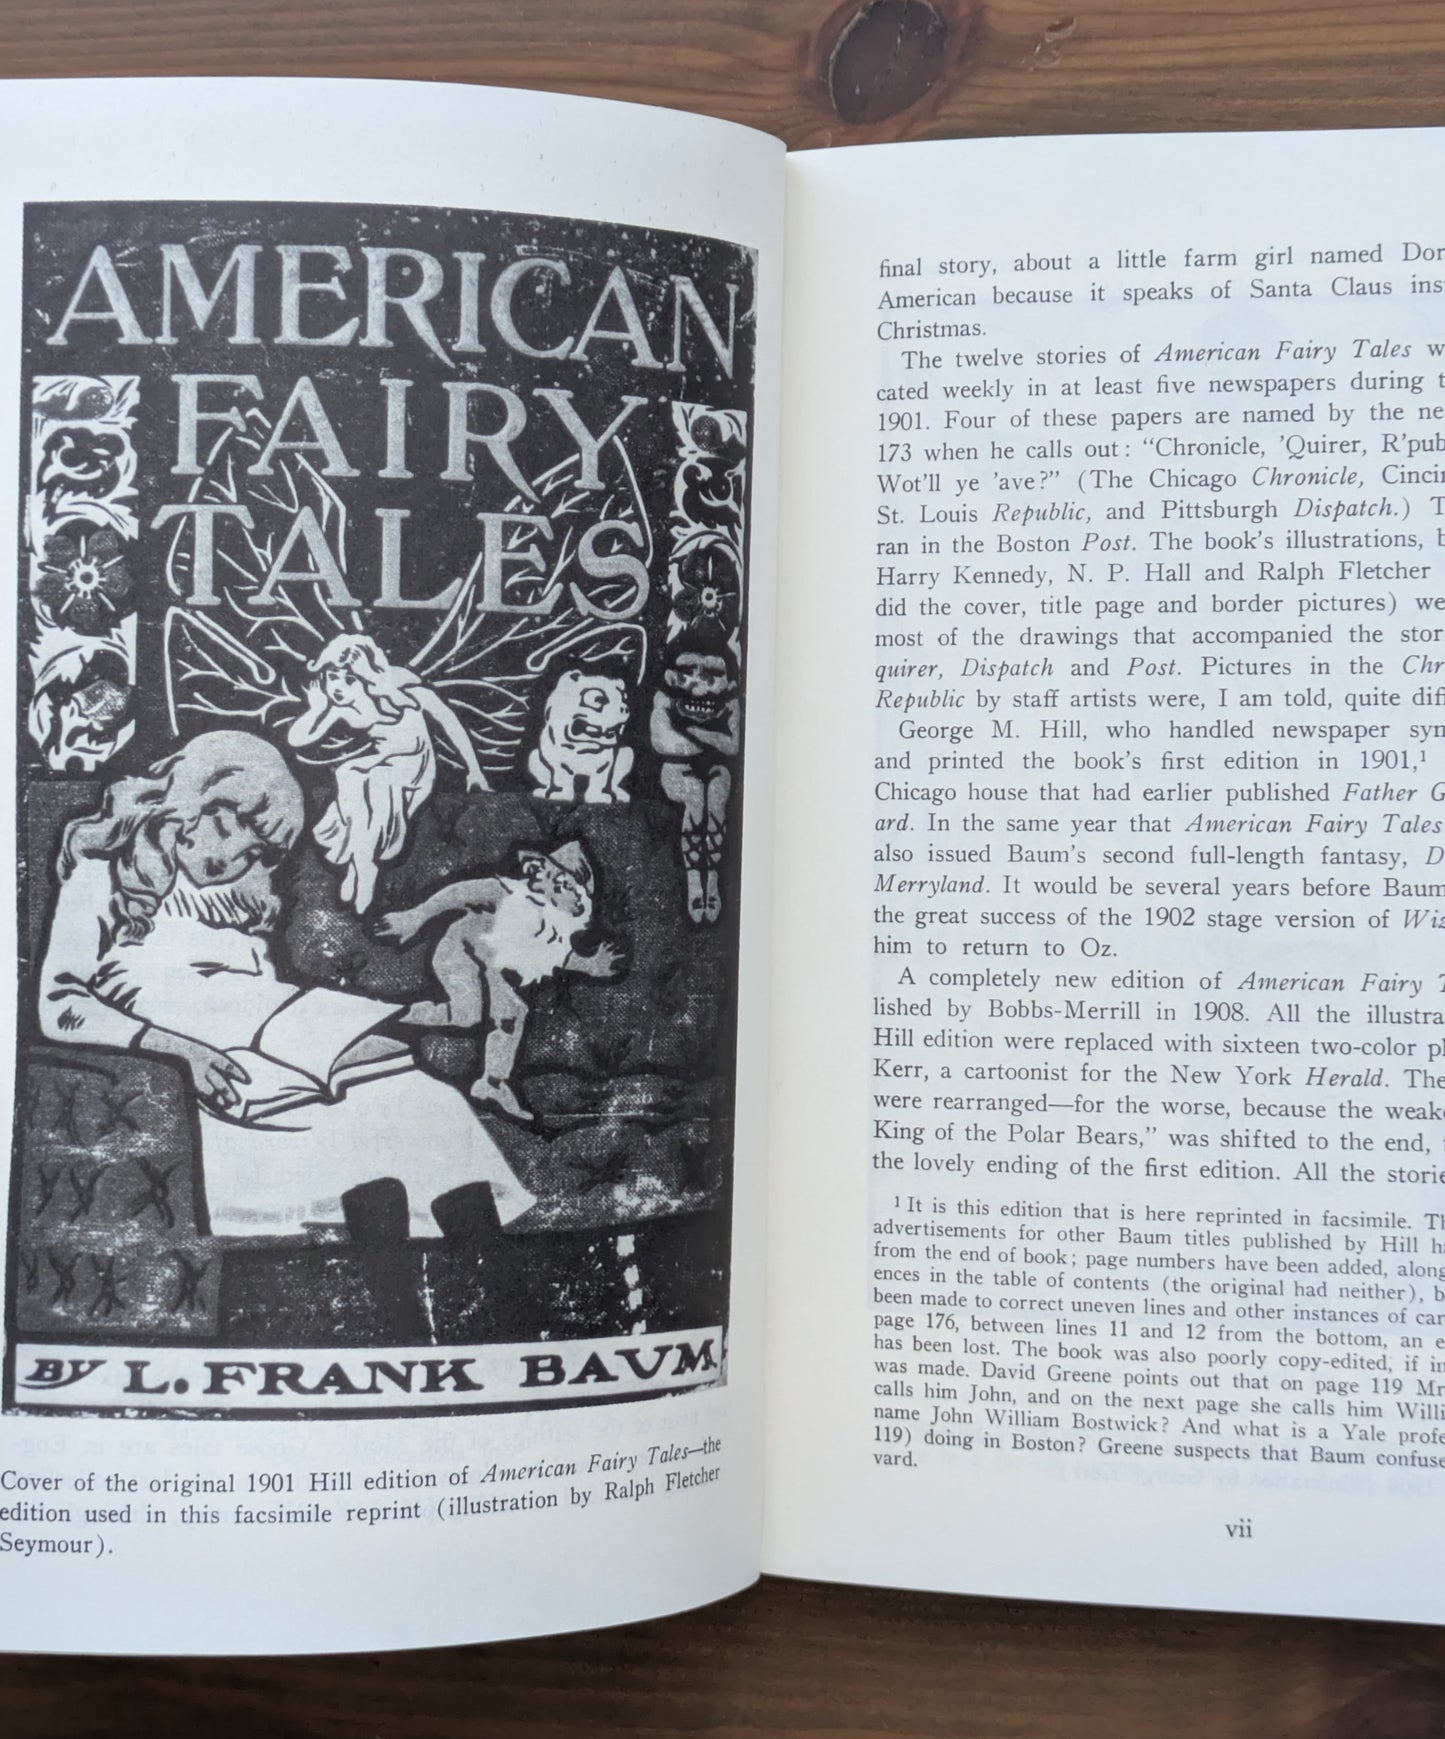 AMERICAN
FAIRY
TALES
BY L. FRANK BAUM
Cover of the original 1901 Hill edition of American Fairy Tales—the
edition used in this facsimile reprint (illustration by Ralph Fletcher
Seymour).
final story, about a little farm girl named Dor
American because it speaks of Santa Claus ins
Christmas.
The twelve stories of American Fairy Tales w
cated weekly in at least five newspapers during t
1901. Four of these papers are named by the ne
173 when he calls out: "Chronicle, 'Quirer, R'pub
Wot'll ye 'ave?" (The Chicago Chronicle, Cincin
St. Louis Republic, and Pittsburgh Dispatch.) T
ran in the Boston Post. The book's illustrations, b
Harry Kennedy, N. P. Hall and Ralph Fletcher
did the cover, title page and border pictures) we
most of the drawings that accompanied the stor
quirer, Dispatch and Post. Pictures in the Chr
Republic by staff artists were, I am told, quite diff
George M. Hill, who handled newspaper syn
and printed the book's first edition in 1901,¹
Chicago house that had earlier published Father G
ard. In the same year that American Fairy Tales
also issued Baum's second full-length fantasy, D
Merryland. It would be several years before Baum
the great success of the 1902 stage version of Wiz
him to return to Oz.
A completely new edition of American Fairy T
lished by Bobbs-Merrill in 1908. All the illustra
Hill edition were replaced with sixteen two-color pl
Kerr, a cartoonist for the New York Herald. The
were rearranged—for the worse, because the weak
King of the Polar Bears," was shifted to the end,
the lovely ending of the first edition. All the storie
¹ It is this edition that is here reprinted in facsimile. Th
advertisements for other Baum titles published by Hill ha
from the end of book; page numbers have been added, along
ences in the table of contents (the original had neither), b
been made to correct uneven lines and other instances of car
page 176, between lines 11 and 12 from the bottom, an e
has been lost. The book was also poorly copy-edited, if in
was made. David Greene points out that on page 119 Mr
calls him John, and on the next page she calls him Willi
name John William Bostwick? And what is a Yale profe
119) doing in Boston? Greene suspects that Baum confuse
vard.
vii